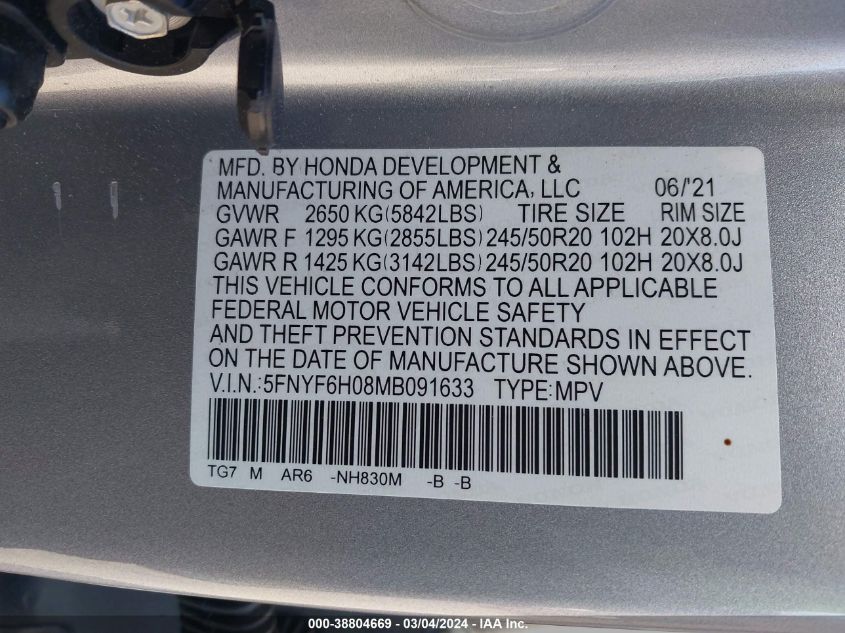 MFD. BY HONDA DEVELOPMENT &
MANUFACTURING OF AMERICA, LLC 06/'21
GVWR 2650 KG(5842LBS) TIRE SIZE RIM SIZE
GAWR F 1295 KG(2855LBS) 245/50R20 102H 20X8.0J
GAWR R 1425 KG(3142LBS) 245/50R20 102H 20X8.0J
THIS VEHICLE CONFORMS TO ALL APPLICABLE
FEDERAL MOTOR VEHICLE SAFETY
AND THEFT PREVENTION STANDARDS IN EFFECT
ON THE DATE OF MANUFACTURE SHOWN ABOVE.
V.I.N.:5FNYF6H08MB091633 TYPE:MPV
TG7 M AR6 -NH830M -B -B
000-38804669 - 03/04/2024 - IAA Inc.